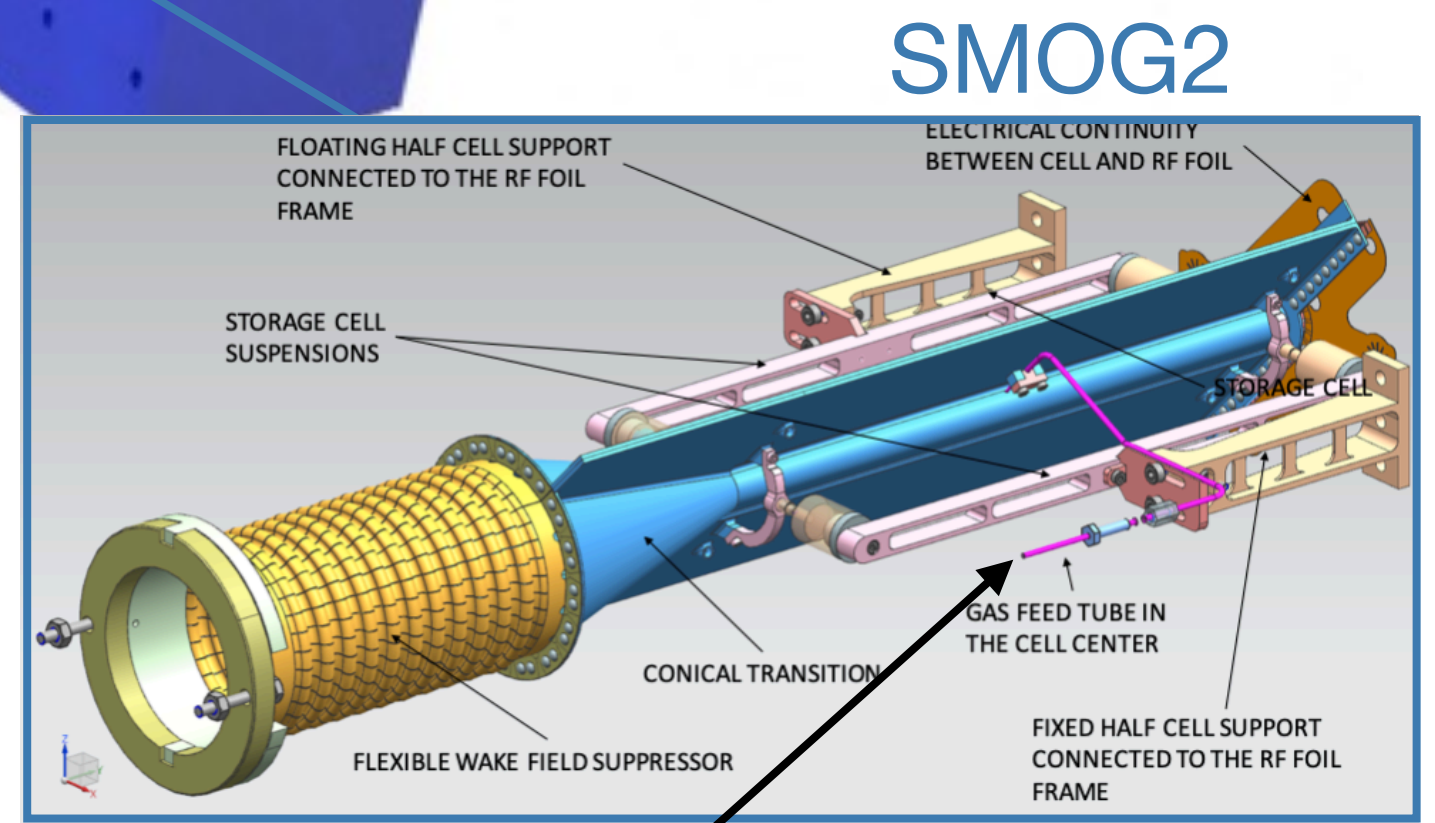 SMOG2
FLOATING HALF CELL SUPPORT
CONNECTED TO THE RF FOIL
FRAME
ELECTRICAL CONTINUITY
BETWEEN CELL AND RF FOIL
STORAGE CELL
SUSPENSIONS
STORAGE CELL
GAS FEED TUBE IN
THE CELL CENTER
CONICAL TRANSITION
FLEXIBLE WAKE FIELD SUPPRESSOR
FIXED HALF CELL SUPPORT
CONNECTED TO THE RF FOIL
FRAME
Z
Y
X